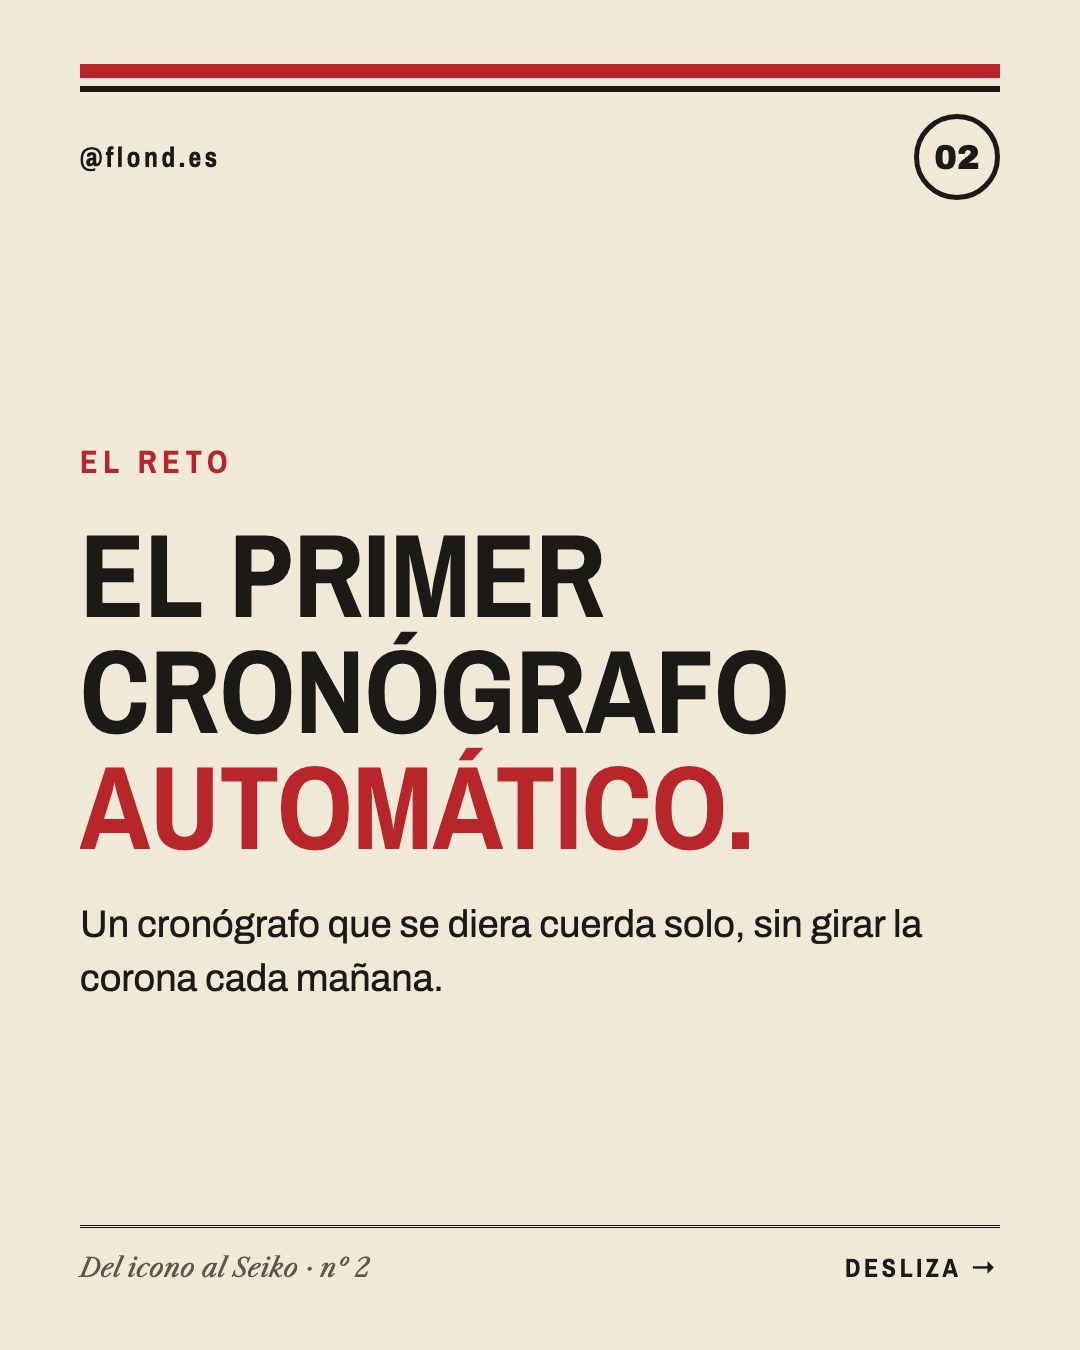 @flond.es
02
EL RETO
EL PRIMER
CRONÓGRAFO
AUTOMÁTICO.
Un cronógrafo que se diera cuerda solo, sin girar la
corona cada mañana.
Del icono al Seiko · nº 2
DESLIZA →